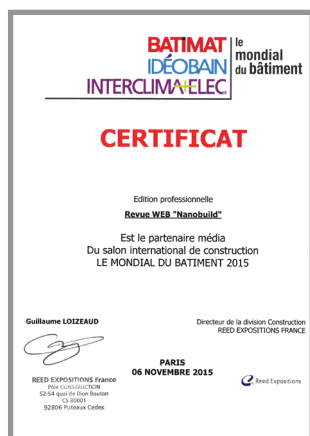 BATIMAT
IDÉOBAIN
INTERCLIMA+ELEC
le
mondial
du bâtiment
CERTIFICAT
Edition professionnelle
Revue WEB "Nanobuild"
Est le partenaire média
Du salon international de construction
LE MONDIAL DU BATIMENT 2015
Guillaume LOIZEAUD
Directeur de la division Construction
REED EXPOSITIONS FRANCE
REED EXPOSITIONS France
Pôle CONSTRUCTION
52-54 quai de Dion Bouton
CS 80001
92806 Puteaux Cedex
PARIS
06 NOVEMBRE 2015
Reed Expositions